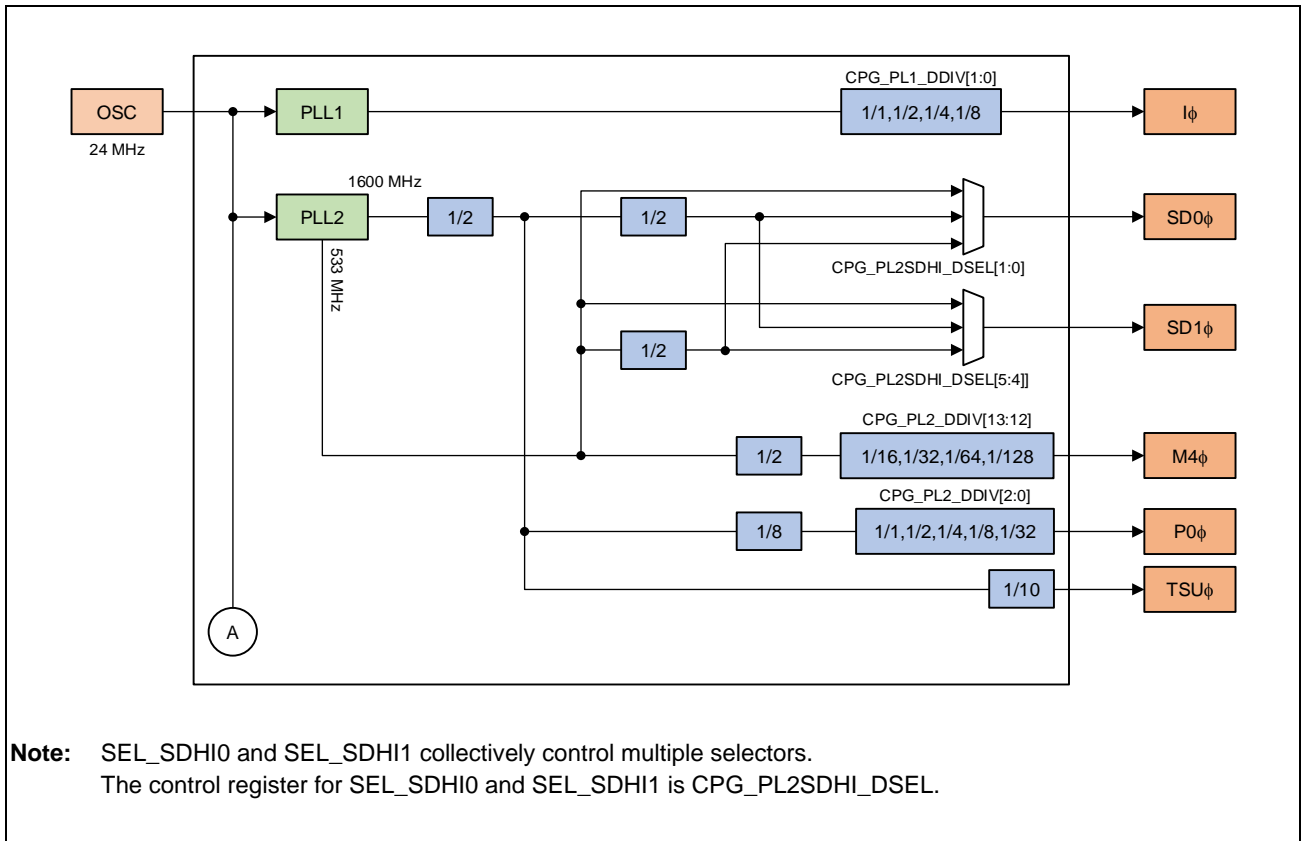 CPG_PL1_DDIV[1:0]
OSC
PLL1
1/1,1/2,1/4,1/8
Iϕ
24 MHz
1600 MHz
PLL2
1/2
1/2
SD0ϕ
533 MHz
CPG_PL2SDHI_DSEL[1:0]
SD1ϕ
1/2
CPG_PL2SDHI_DSEL[5:4]]
CPG_PL2_DDIV[13:12]
1/2
1/16,1/32,1/64,1/128
M4ϕ
CPG_PL2_DDIV[2:0]
1/8
1/1,1/2,1/4,1/8,1/32
P0ϕ
1/10
TSUϕ
A
Note: SEL_SDHI0 and SEL_SDHI1 collectively control multiple selectors.
The control register for SEL_SDHI0 and SEL_SDHI1 is CPG_PL2SDHI_DSEL.